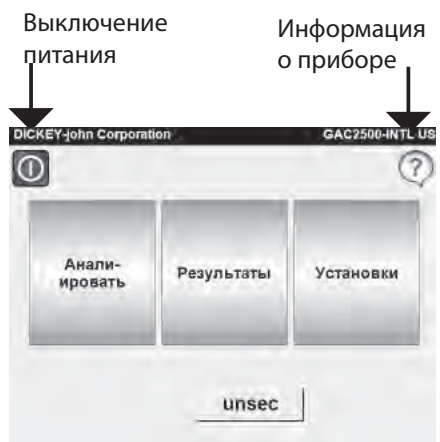 Выключение
питания
Информация
о приборе
DICKEY-john Corporation
GAC2500-INTL US
?
Анали-
ировать
Результаты
Установки
unsec